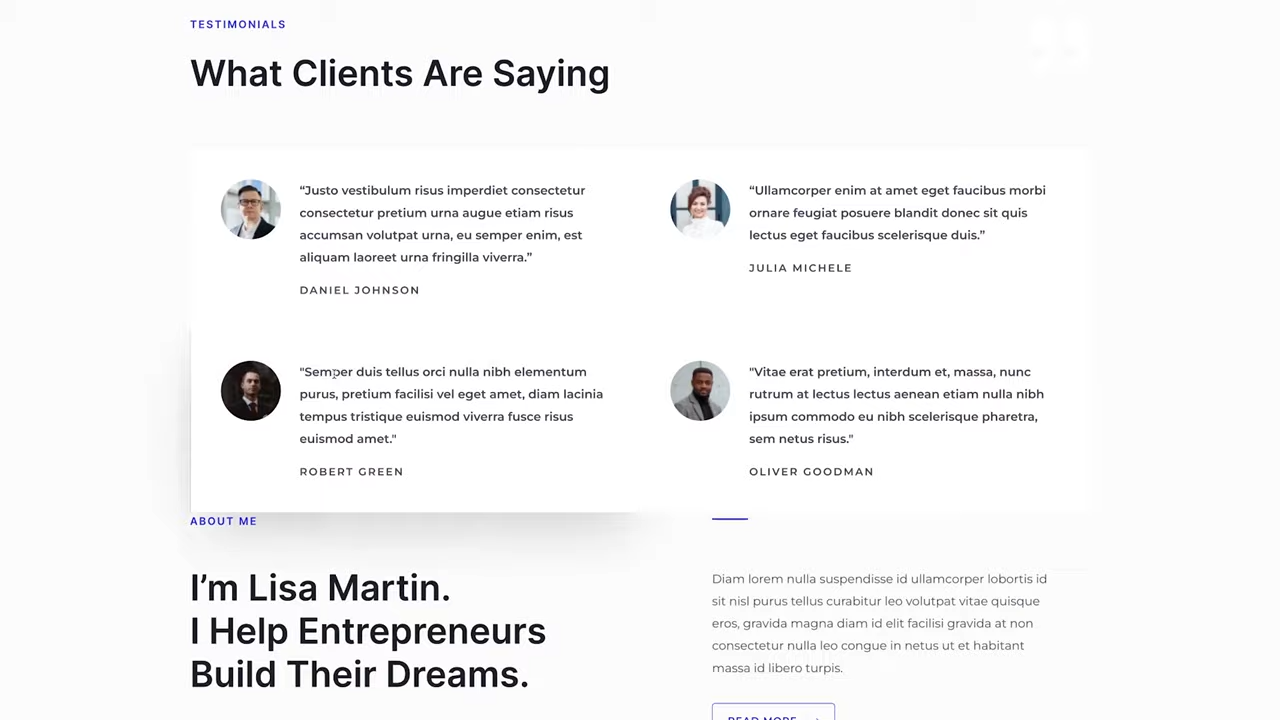 TESTIMONIALS
What Clients Are Saying
“Justo vestibulum risus imperdiet consectetur
consectetur pretium urna augue etiam risus
accumsan volutpat urna, eu semper enim, est
aliquam laoreet urna fringilla viverra.”
DANIEL JOHNSON
“Ullamcorper enim at amet eget faucibus morbi
ornare feugiat posuere blandit donec sit quis
lectus eget faucibus scelerisque duis.”
JULIA MICHELE
"Semper duis tellus orci nulla nibh elementum
purus, pretium facilisi vel eget amet, diam lacinia
tempus tristique euismod viverra fusce risus
euismod amet."
ROBERT GREEN
"Vitae erat pretium, interdum et, massa, nunc
rutrum at lectus lectus aenean etiam nulla nibh
ipsum commodo eu nibh scelerisque pharetra,
sem netus risus."
OLIVER GOODMAN
ABOUT ME
I’m Lisa Martin.
I Help Entrepreneurs
Build Their Dreams.
Diam lorem nulla suspendisse id ullamcorper lobortis id
sit nisl purus tellus curabitur leo volutpat vitae quisque
eros, gravida magna diam id elit facilisi gravida at non
consectetur nulla leo congue in netus ut et habitant
massa id libero turpis.
READ MORE